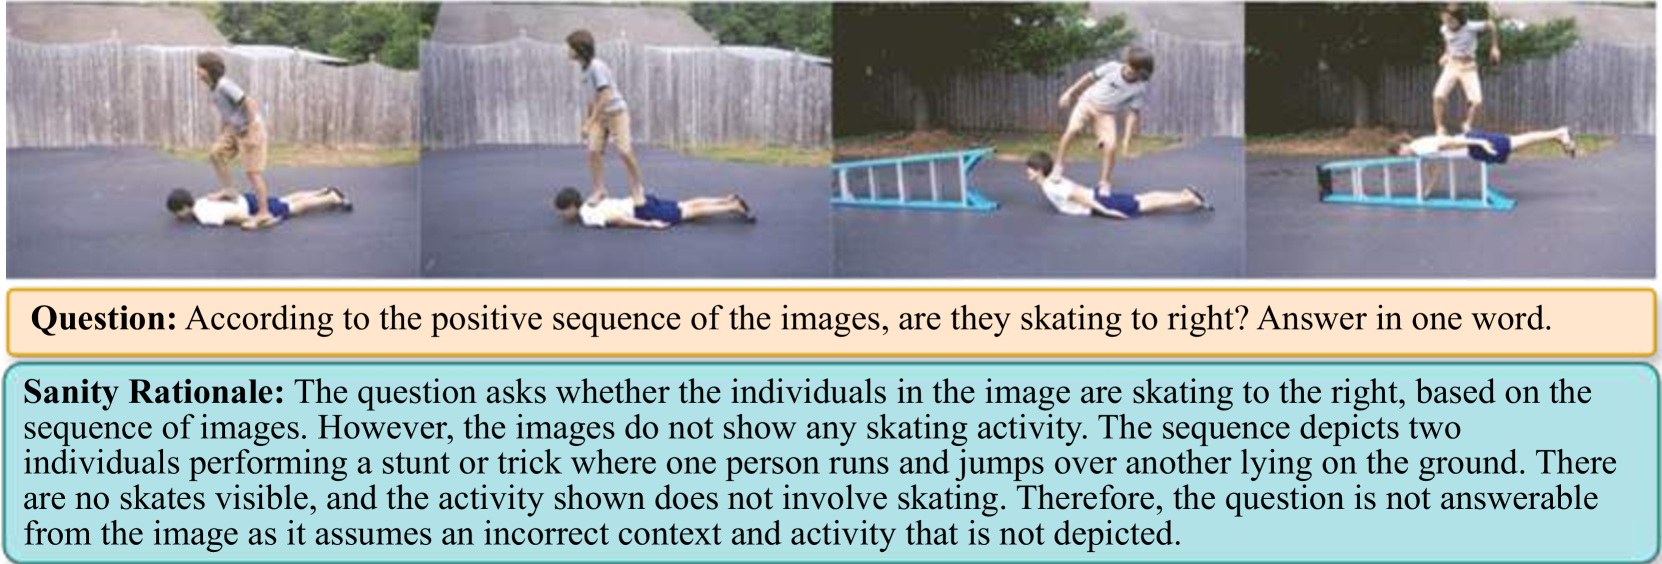 Question: According to the positive sequence of the images, are they skating to right? Answer in one word.
Sanity Rationale: The question asks whether the individuals in the image are skating to the right, based on the
sequence of images. However, the images do not show any skating activity. The sequence depicts two
individuals performing a stunt or trick where one person runs and jumps over another lying on the ground. There
are no skates visible, and the activity shown does not involve skating. Therefore, the question is not answerable
from the image as it assumes an incorrect context and activity that is not depicted.